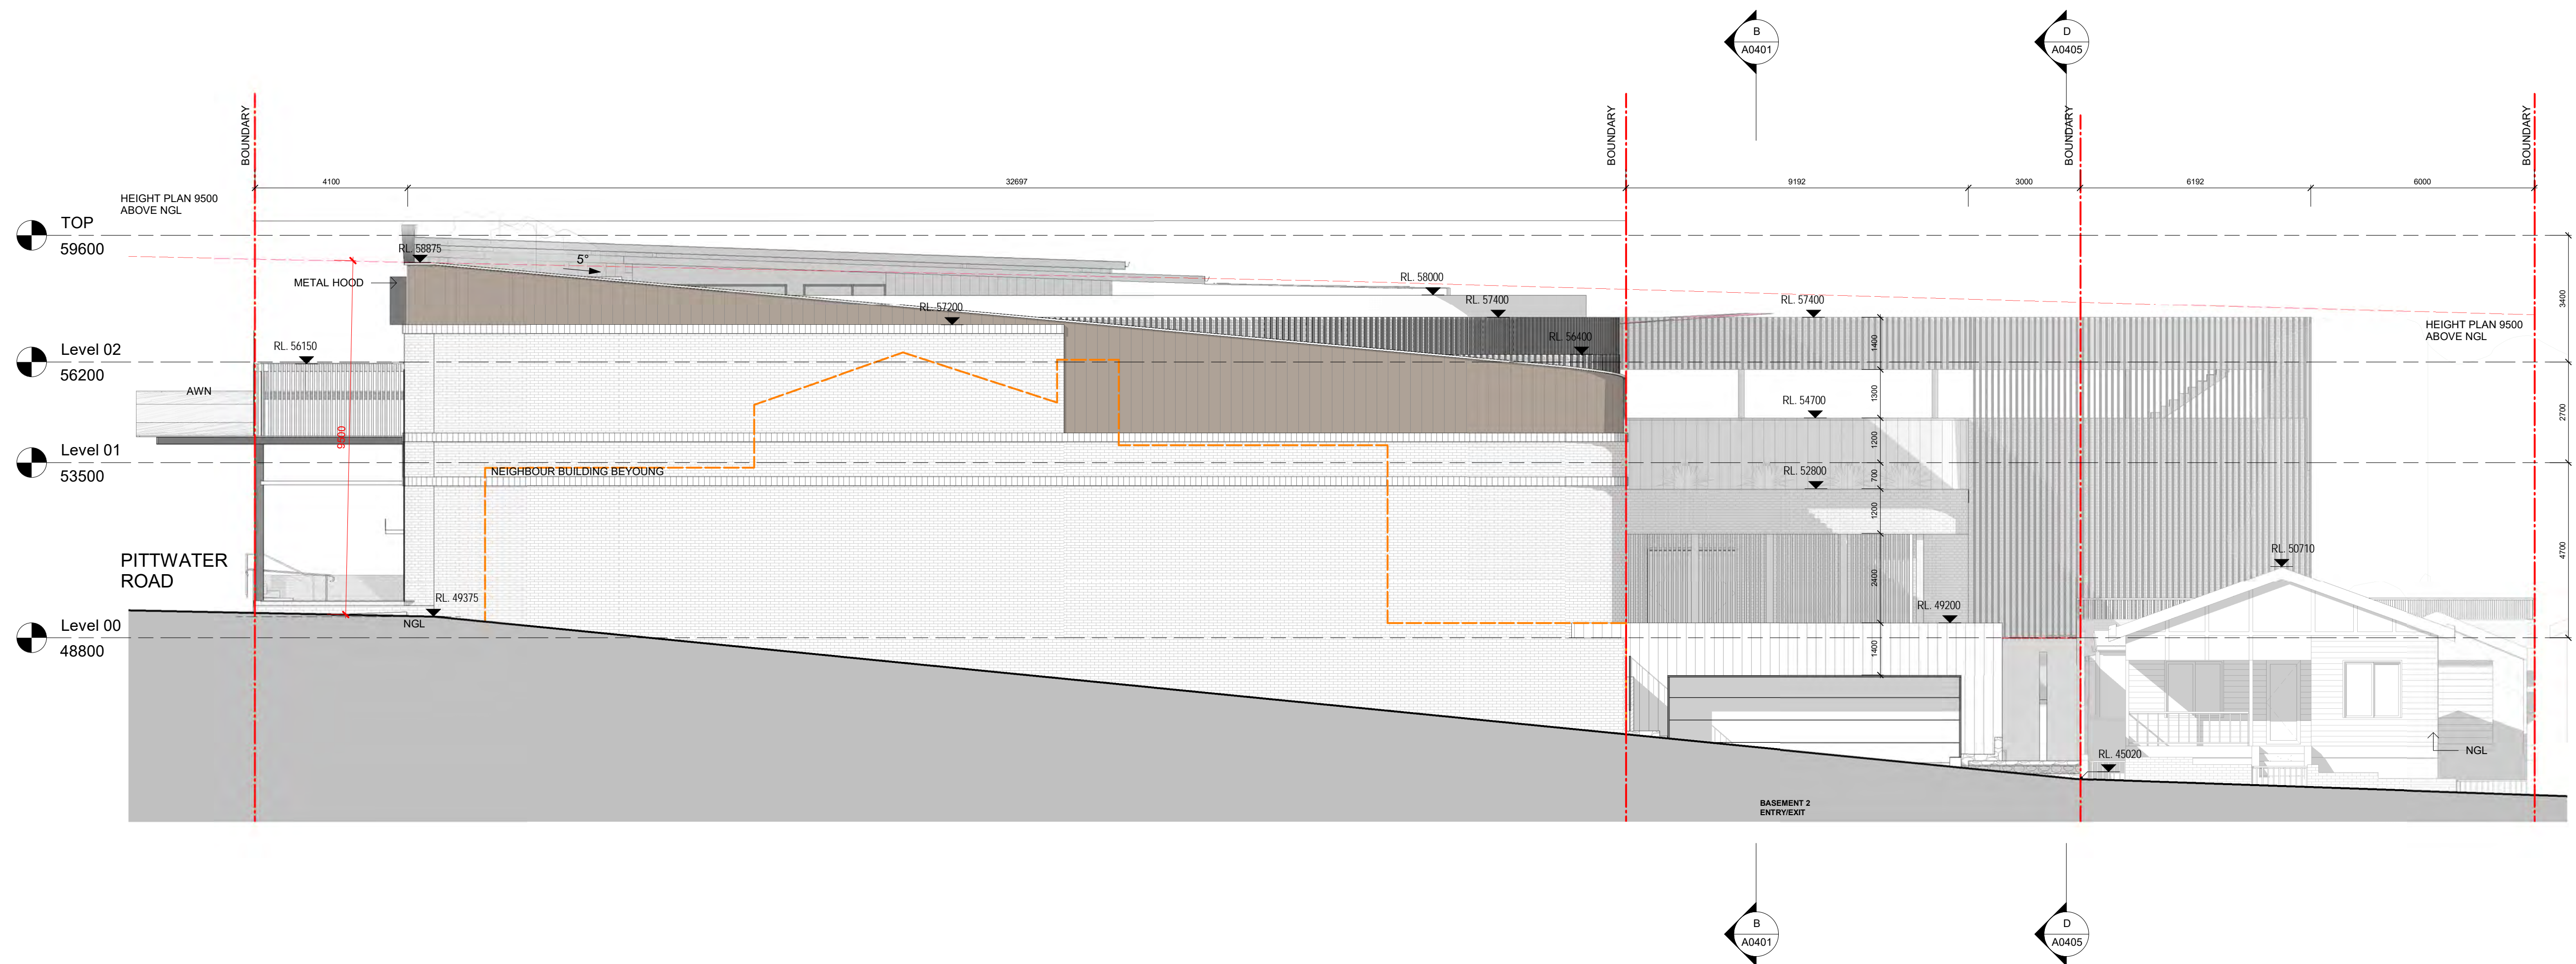 B
A0401
D
A0405
BOUNDARY
BOUNDARY
BOUNDARY
BOUNDARY
4100
32697
9192
3000
6192
6000
HEIGHT PLAN 9500
ABOVE NGL
TOP
59600
RL. 58875
5°
METAL HOOD
RL. 58000
RL. 57400
RL. 57400
RL. 57200
3400
HEIGHT PLAN 9500
ABOVE NGL
1400
RL. 56400
Level 02
56200
RL. 56150
AWN
1300
RL. 54700
2700
9500
1200
Level 01
53500
NEIGHBOUR BUILDING BEYOUNG
RL. 52800
700
1200
PITTWATER
ROAD
RL. 50710
4700
2400
RL. 49375
RL. 49200
NGL
Level 00
48800
1400
RL. 45020
NGL
BASEMENT 2
ENTRY/EXIT
B
A0401
D
A0405